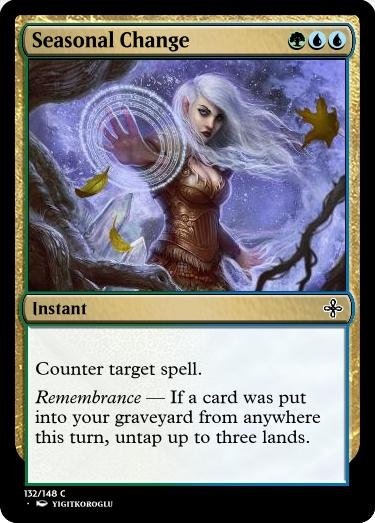 Seasonal Change
Instant
Counter target spell.
Remembrance — If a card was put
into your graveyard from anywhere
this turn, untap up to three lands.
132/148 C
· YIGITKOROGLU